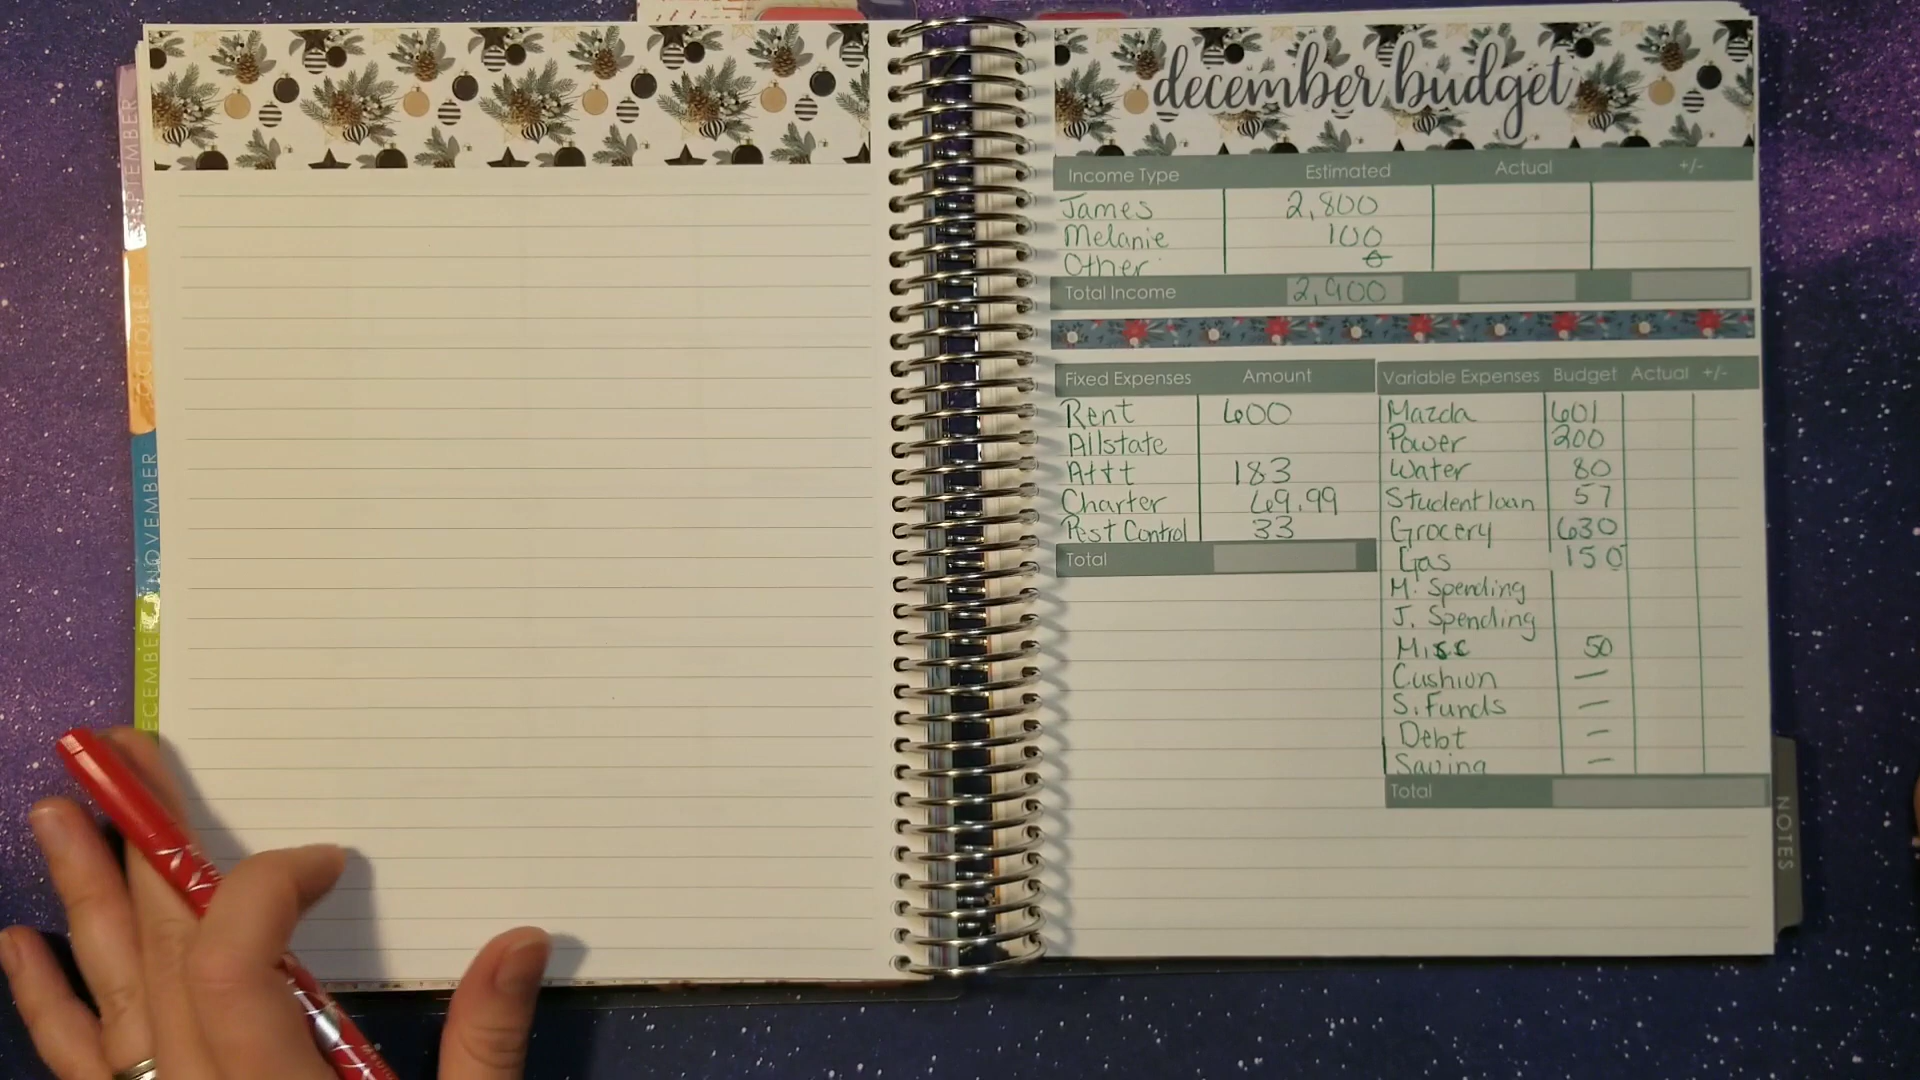 SEPTEMBER
OCTOBER
NOVEMBER
DECEMBER
december budget
Income Type Estimated Actual +/-
James 2,800
Melanie 100
Other 0
Total Income 2,900
Fixed Expenses Amount
Rent 600
Allstate
At&t 183
Charter 69.99
Pest Control 33
Total
Variable Expenses Budget Actual +/-
Mazda 601
Power 200
Water 80
Student loan 57
Grocery 630
Gas 150
M. Spending
J. Spending
Misc 50
Cushion —
S. Funds —
Debt —
Saving —
Total
NOTES